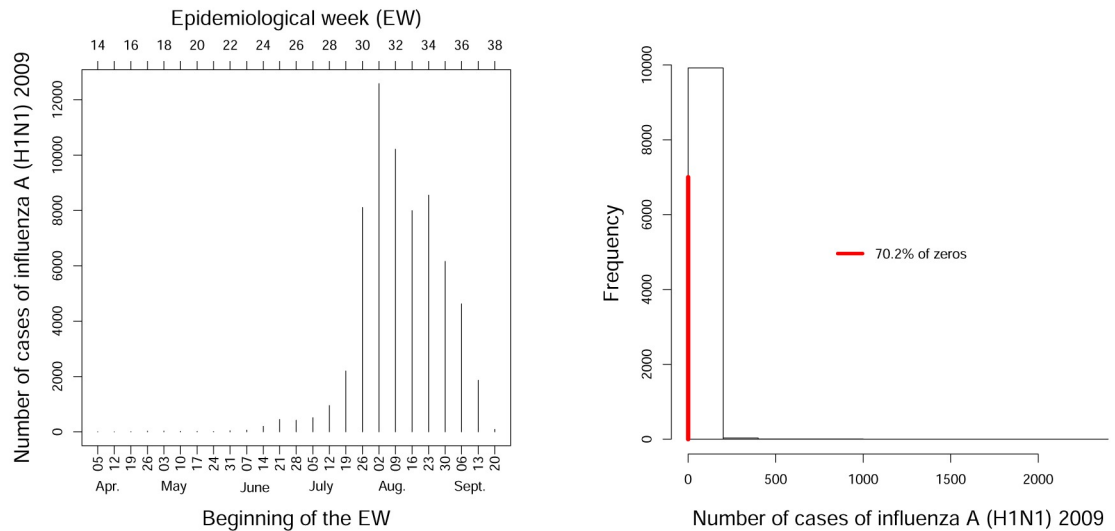 Epidemiological week (EW)
14 16 18 20 22 24 26 28 30 32 34 36 38
Number of cases of influenza A (H1N1) 2009
12000
10000
8000
6000
4000
2000
0
05 12 19 26 03 10 17 24 31 07 14 21 28 05 12 19 26 02 09 16 23 30 06 13 20
Apr. May June July Aug. Sept.
Beginning of the EW
Frequency
10000
8000
6000
4000
2000
0
70.2% of zeros
0 500 1000 1500 2000
Number of cases of influenza A (H1N1) 2009